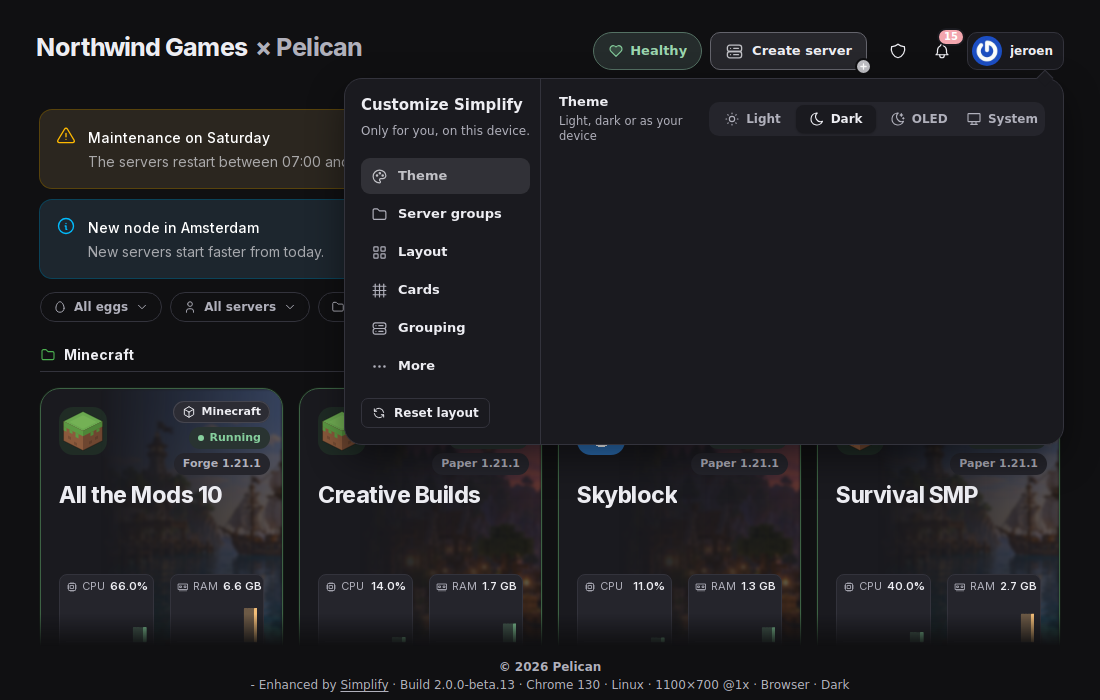 Northwind Games × Pelican
Healthy
Create server
15
jeroen
Customize Simplify
Only for you, on this device.
Theme
Server groups
Layout
Cards
Grouping
More
Reset layout
Theme
Light, dark or as your
device
Light
Dark
OLED
System
Maintenance on Saturday
The servers restart between 07:00 and
New node in Amsterdam
New servers start faster from today.
All eggs
All servers
Minecraft
Minecraft
Running
Forge 1.21.1
All the Mods 10
CPU 66.0%
RAM 6.6 GB
Paper 1.21.1
Creative Builds
CPU 14.0%
RAM 1.7 GB
Paper 1.21.1
Skyblock
CPU 11.0%
RAM 1.3 GB
Paper 1.21.1
Survival SMP
CPU 40.0%
RAM 2.7 GB
© 2026 Pelican
- Enhanced by Simplify · Build 2.0.0-beta.13 · Chrome 130 · Linux · 1100×700 @1x · Browser · Dark